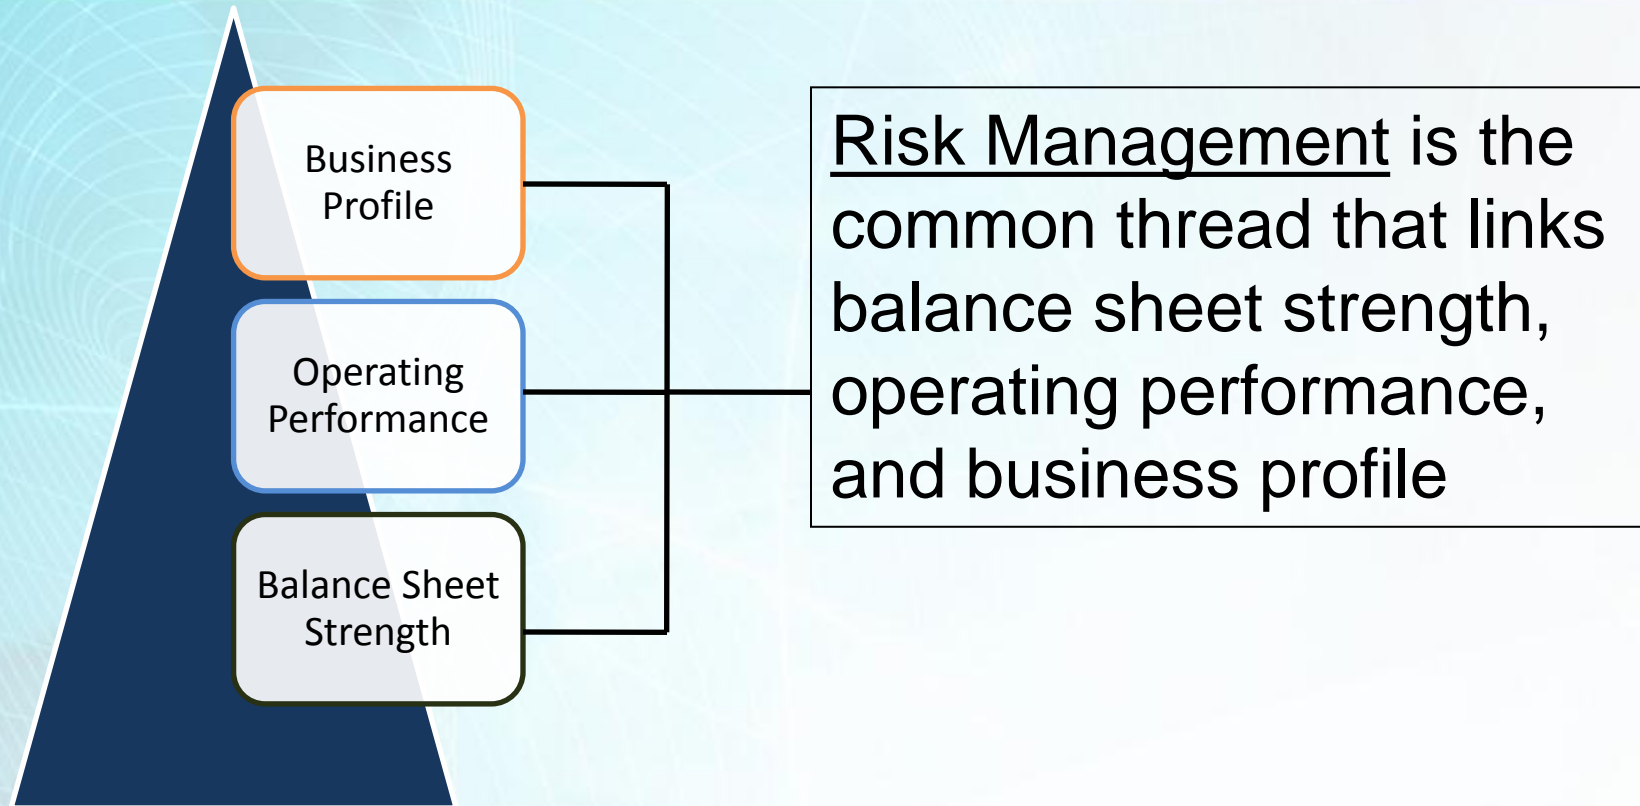 Business
Profile
Operating
Performance
Balance Sheet
Strength
Risk Management is the
common thread that links
balance sheet strength,
operating performance,
and business profile